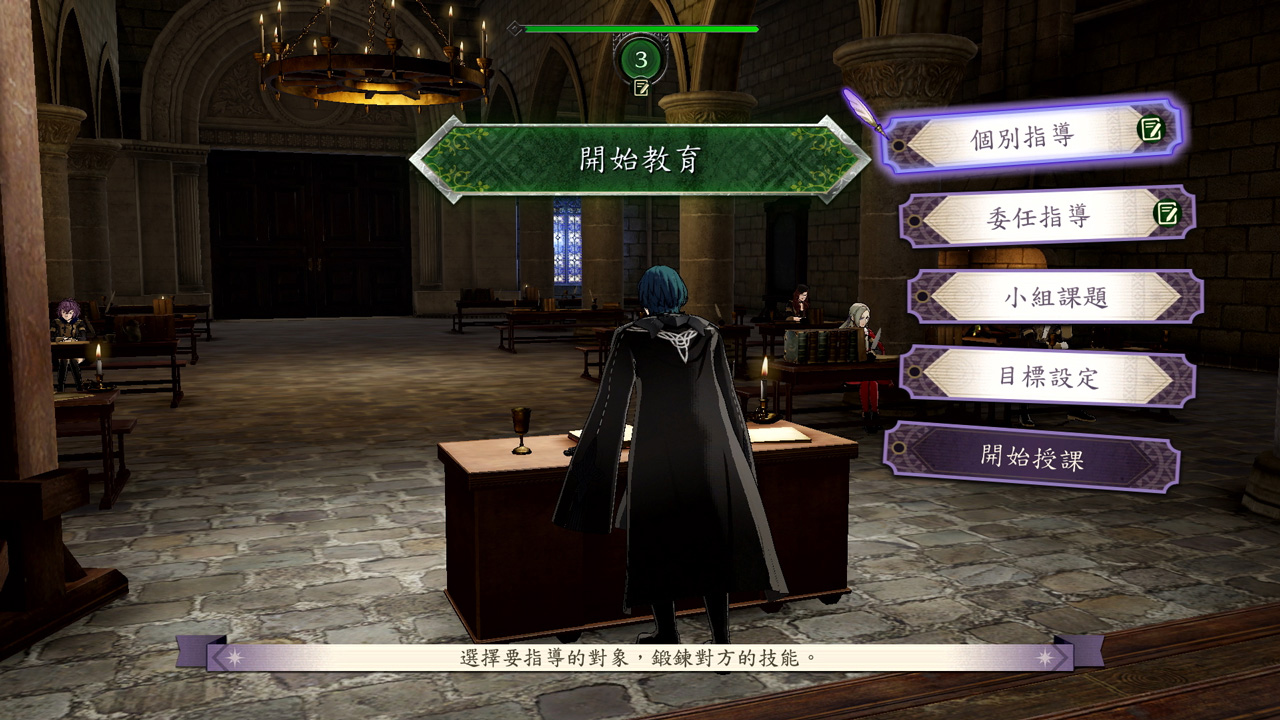 3
開始教育
個別指導
委任指導
小組課題
目標設定
開始授課
選擇要指導的對象，鍛鍊對方的技能。